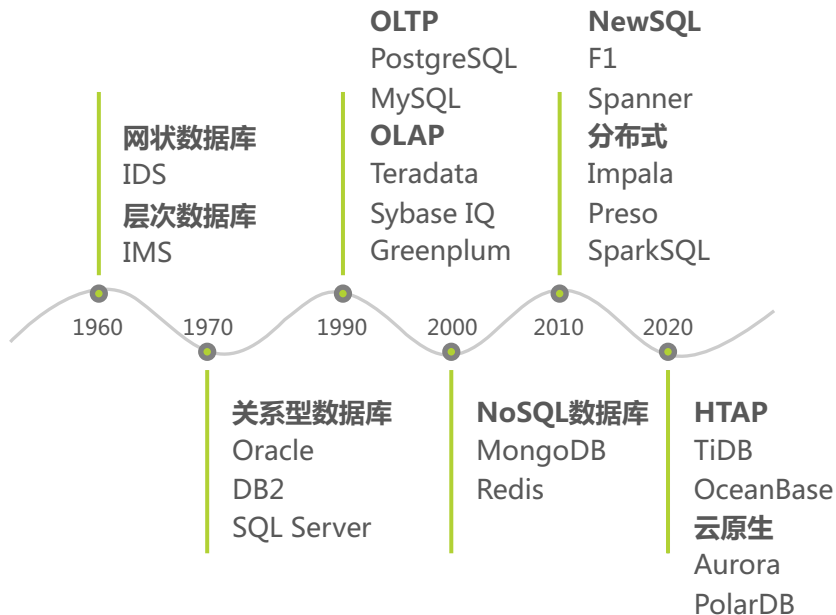 OLTP
PostgreSQL
MySQL
OLAP
Teradata
Sybase IQ
Greenplum
NewSQL
F1
Spanner
分布式
Impala
Preso
SparkSQL
网状数据库
IDS
层次数据库
IMS
1960
1970
1990
2000
2010
2020
关系型数据库
Oracle
DB2
SQL Server
NoSQL数据库
MongoDB
Redis
HTAP
TiDB
OceanBase
云原生
Aurora
PolarDB